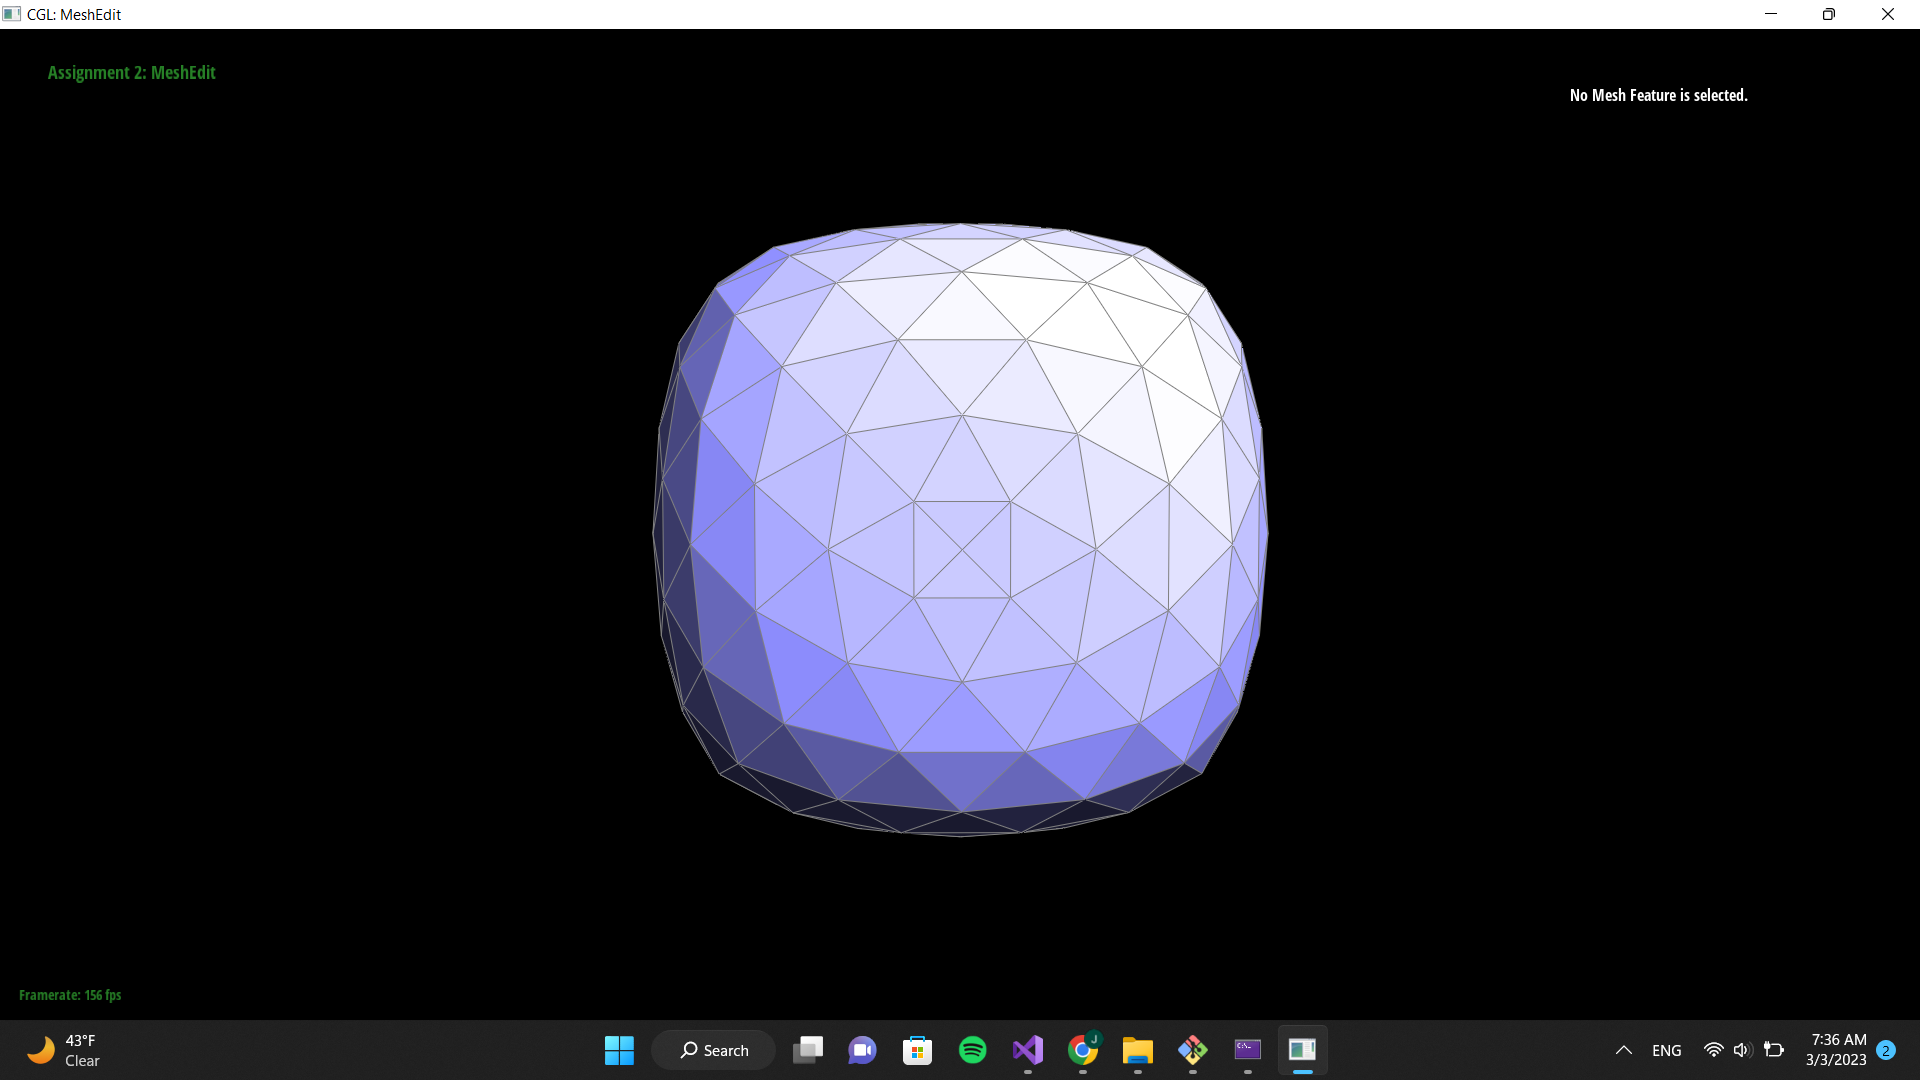 CGL: MeshEdit
Assignment 2: MeshEdit
No Mesh Feature is selected.
Framerate: 156 fps
43°F
Clear
Search
J
C:\.
ENG
7:36 AM
3/3/2023
2